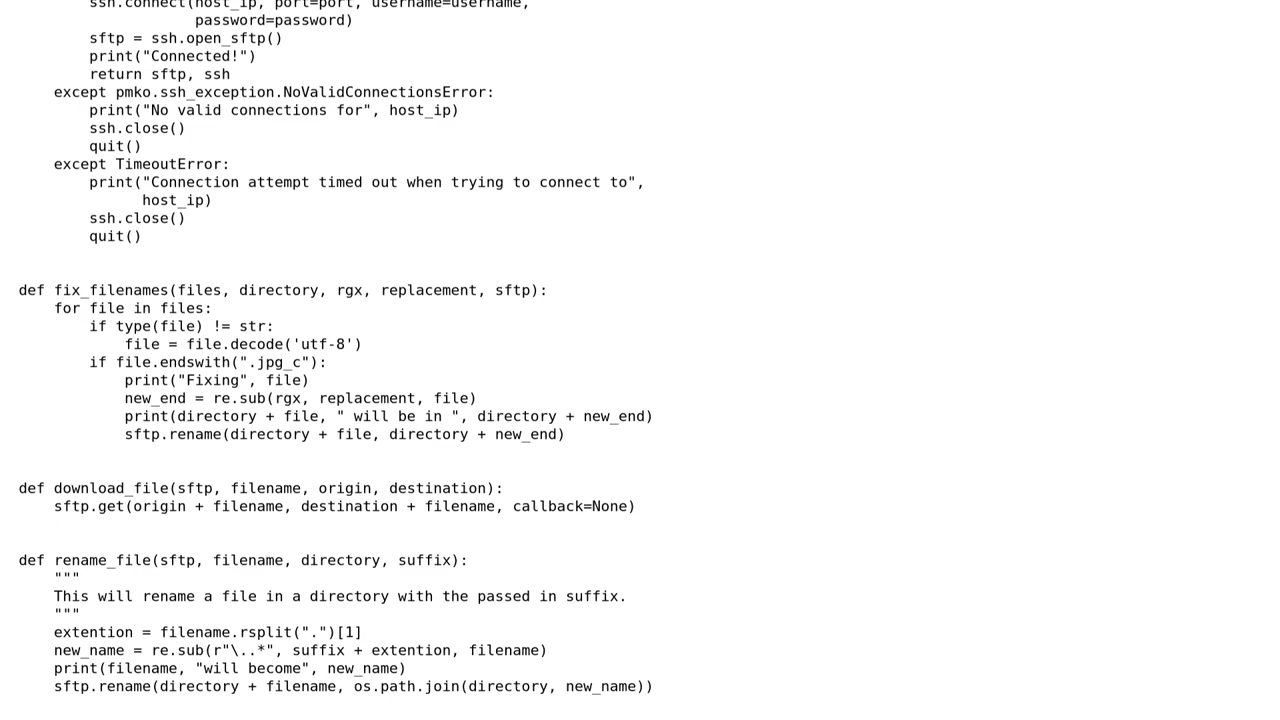 ssh.connect(host_ip, port=port, username=username,
                    password=password)
        sftp = ssh.open_sftp()
        print("Connected!")
        return sftp, ssh
    except pmko.ssh_exception.NoValidConnectionsError:
        print("No valid connections for", host_ip)
        ssh.close()
        quit()
    except TimeoutError:
        print("Connection attempt timed out when trying to connect to",
              host_ip)
        ssh.close()
        quit()


def fix_filenames(files, directory, rgx, replacement, sftp):
    for file in files:
        if type(file) != str:
            file = file.decode('utf-8')
        if file.endswith(".jpg_c"):
            print("Fixing", file)
            new_end = re.sub(rgx, replacement, file)
            print(directory + file, " will be in ", directory + new_end)
            sftp.rename(directory + file, directory + new_end)


def download_file(sftp, filename, origin, destination):
    sftp.get(origin + filename, destination + filename, callback=None)


def rename_file(sftp, filename, directory, suffix):
    """
    This will rename a file in a directory with the passed in suffix.
    """
    extention = filename.rsplit(".")[1]
    new_name = re.sub(r"\..*", suffix + extention, filename)
    print(filename, "will become", new_name)
    sftp.rename(directory + filename, os.path.join(directory, new_name))